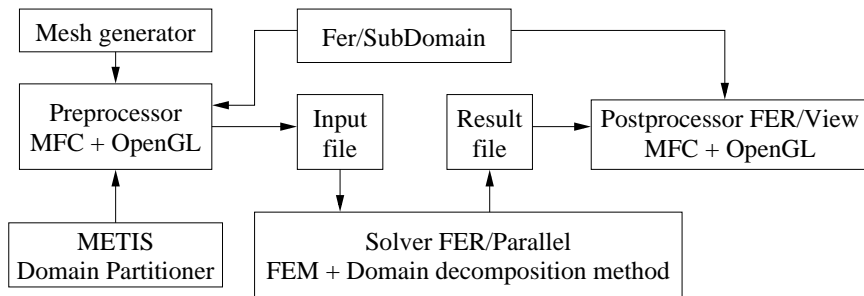 Mesh generator
Fer/SubDomain
Preprocessor
MFC + OpenGL
Input
file
Result
file
Postprocessor FER/View
MFC + OpenGL
METIS
Domain Partitioner
Solver FER/Parallel
FEM + Domain decomposition method